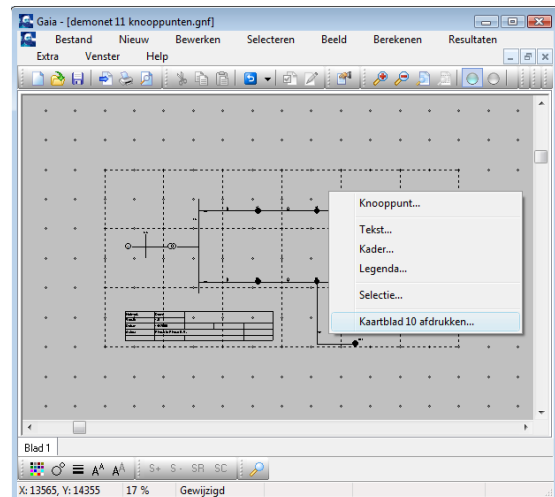 Gaia - [demonet 11 knooppunten.gnf]
Bestand Nieuw Bewerken Selecteren Beeld Berekenen Resultaten
Extra Venster Help
Knooppunt...
Tekst...
Kader...
Legenda...
Selectie...
Kaartblad 10 afdrukken...
Blad 1
S+ S- SR SC
X: 13565, Y: 14355 17 % Gewijzigd